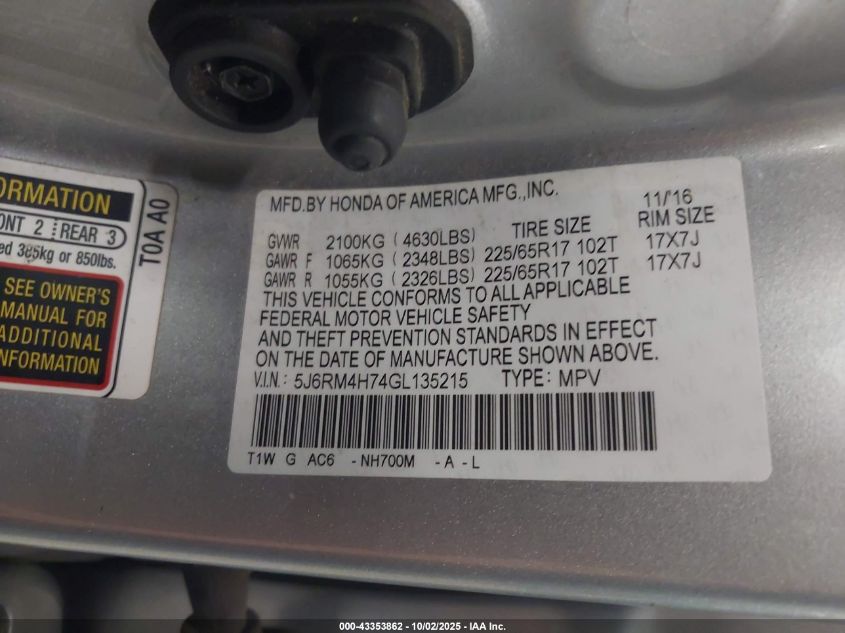 ORMATION
ONT 2 REAR 3
ed 385kg or 850lbs.
T0A A0
SEE OWNER'S
MANUAL FOR
ADDITIONAL
INFORMATION
MFD.BY HONDA OF AMERICA MFG.,INC. 11/'16
TIRE SIZE RIM SIZE
GVWR 2100KG ( 4630LBS)
GAWR F 1065KG ( 2348LBS) 225/65R17 102T 17X7J
GAWR R 1055KG ( 2326LBS) 225/65R17 102T 17X7J
THIS VEHICLE CONFORMS TO ALL APPLICABLE
FEDERAL MOTOR VEHICLE SAFETY
AND THEFT PREVENTION STANDARDS IN EFFECT
ON THE DATE OF MANUFACTURE SHOWN ABOVE.
V.I.N.: 5J6RM4H74GL135215 TYPE: MPV
T1W G AC6 -NH700M -A-L
000-43353862 - 10/02/2025 - IAA Inc.